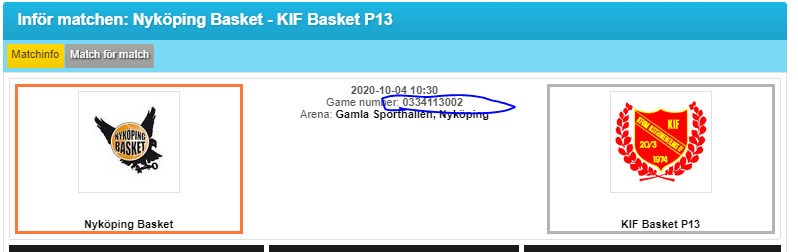 Inför matchen: Nyköping Basket - KIF Basket P13
Matchinfo
Match för match
2020-10-04 10:30
Game number: 0334113002
Arena: Gamla Sporthallen, Nyköping
NYKÖPING
BASKET
KIF
20/3
1974
Nyköping Basket
KIF Basket P13